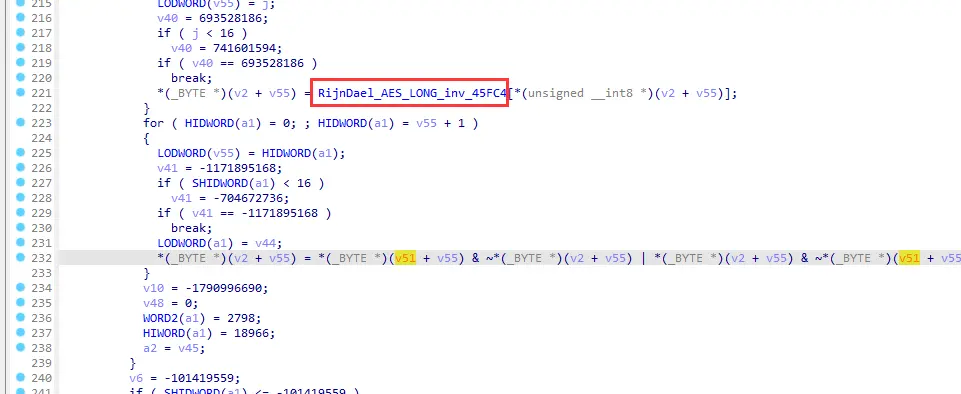 215 LODWORD(v55) = j;
216 v40 = 693528186;
217 if ( j < 16 )
218 v40 = 741601594;
219 if ( v40 == 693528186 )
220 break;
221 *(_BYTE *)(v2 + v55) = RijnDael_AES_LONG_inv_45FC4[*(unsigned __int8 *)(v2 + v55)];
222 }
223 for ( HIDWORD(a1) = 0; ; HIDWORD(a1) = v55 + 1 )
224 {
225 LODWORD(v55) = HIDWORD(a1);
226 v41 = -1171895168;
227 if ( SHIDWORD(a1) < 16 )
228 v41 = -704672736;
229 if ( v41 == -1171895168 )
230 break;
231 LODWORD(a1) = v44;
232 *(_BYTE *)(v2 + v55) = *(_BYTE *)(v51 + v55) & ~*(_BYTE *)(v2 + v55) | *(_BYTE *)(v2 + v55) & ~*(_BYTE *)(v51 + v55
233 }
234 v10 = -1790996690;
235 v48 = 0;
236 WORD2(a1) = 2798;
237 HIWORD(a1) = 18966;
238 a2 = v45;
239 }
240 v6 = -101419559;
241 if ( SHIDWORD(a1) <= -101419559 )